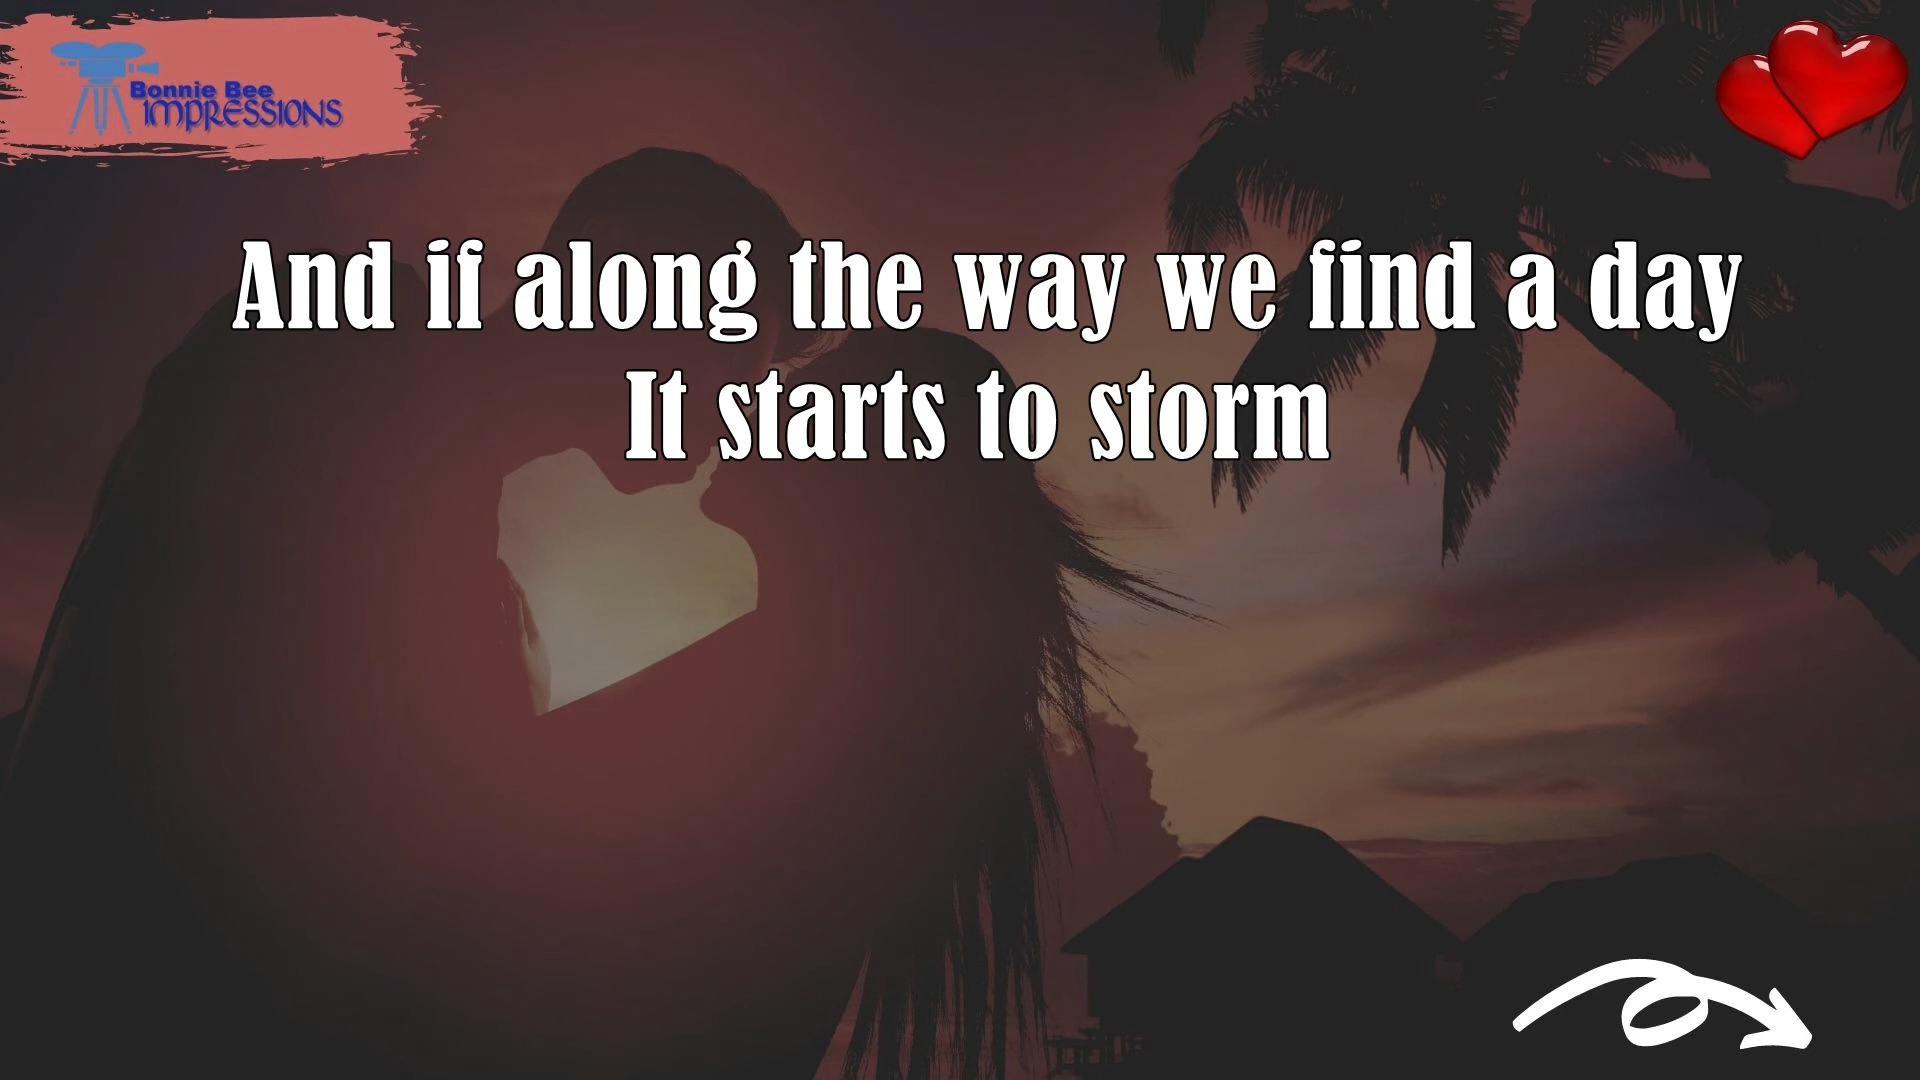 Bonnie Bee
IMPRESSIONS
And if along the way we find a day
It starts to storm